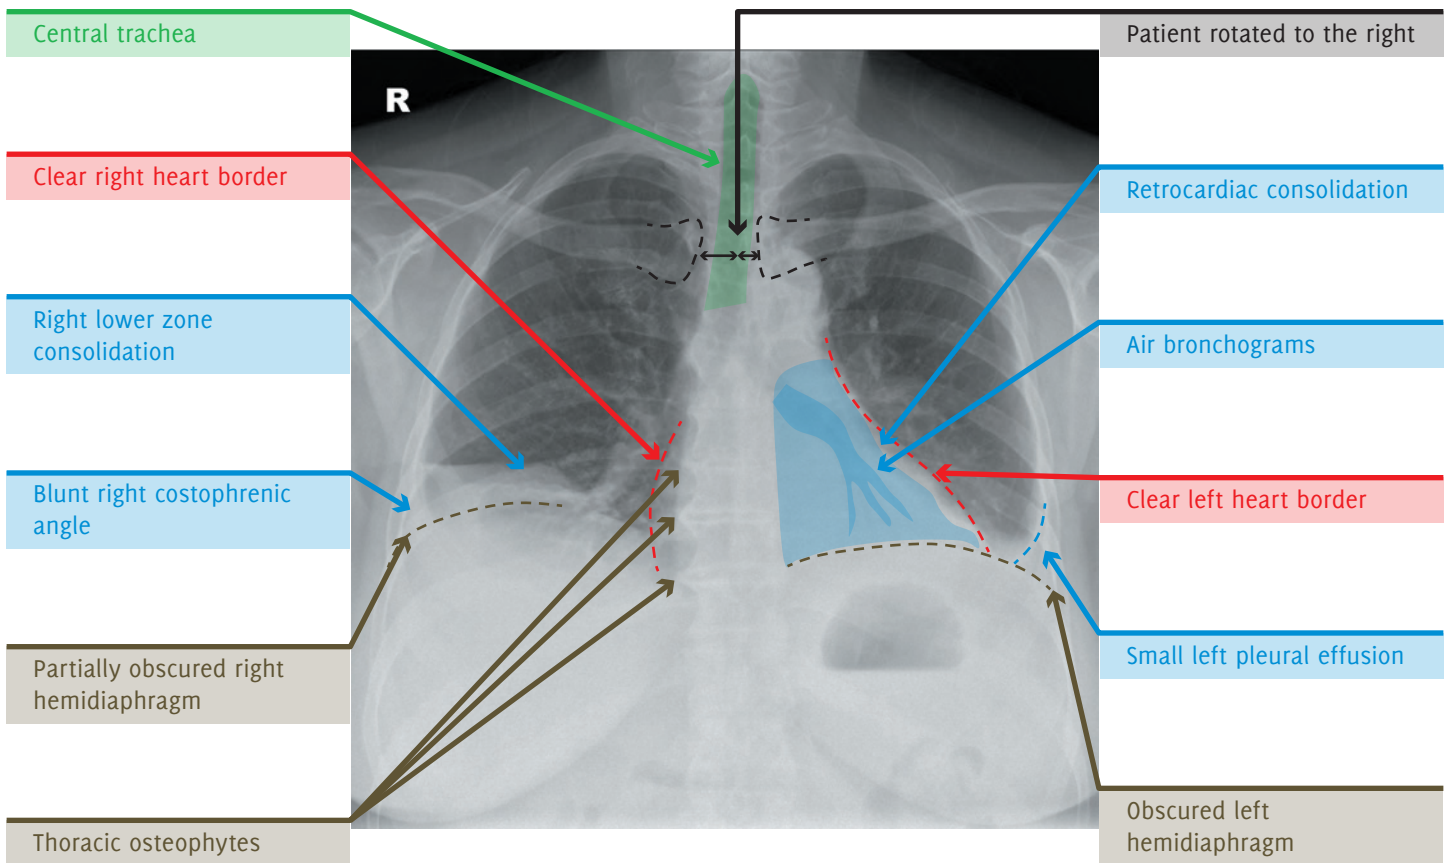 Central trachea
Patient rotated to the right
R
Clear right heart border
Retrocardiac consolidation
Right lower zone
consolidation
Air bronchograms
Blunt right costophrenic
angle
Clear left heart border
Partially obscured right
hemidiaphragm
Small left pleural effusion
Thoracic osteophytes
Obscured left
hemidiaphragm